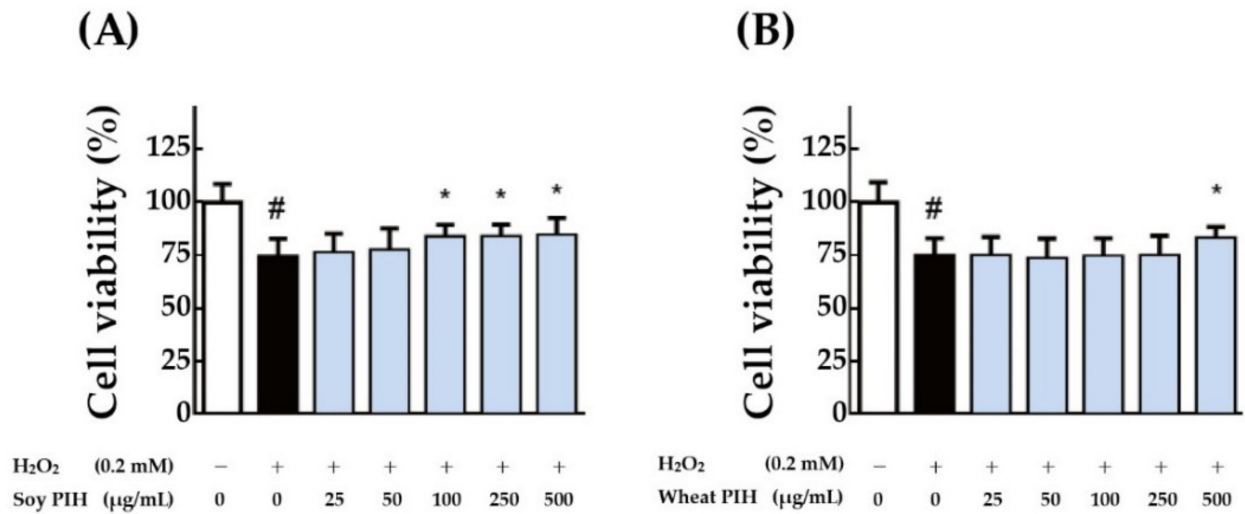 (A)
Cell viability (%)
125
100
75
50
25
0
#
* * *
H₂O₂ (0.2 mM) − + + + + + +
Soy PIH (μg/mL) 0 0 25 50 100 250 500
(B)
Cell viability (%)
125
100
75
50
25
0
#
*
H₂O₂ (0.2 mM) − + + + + + +
Wheat PIH (μg/mL) 0 0 25 50 100 250 500